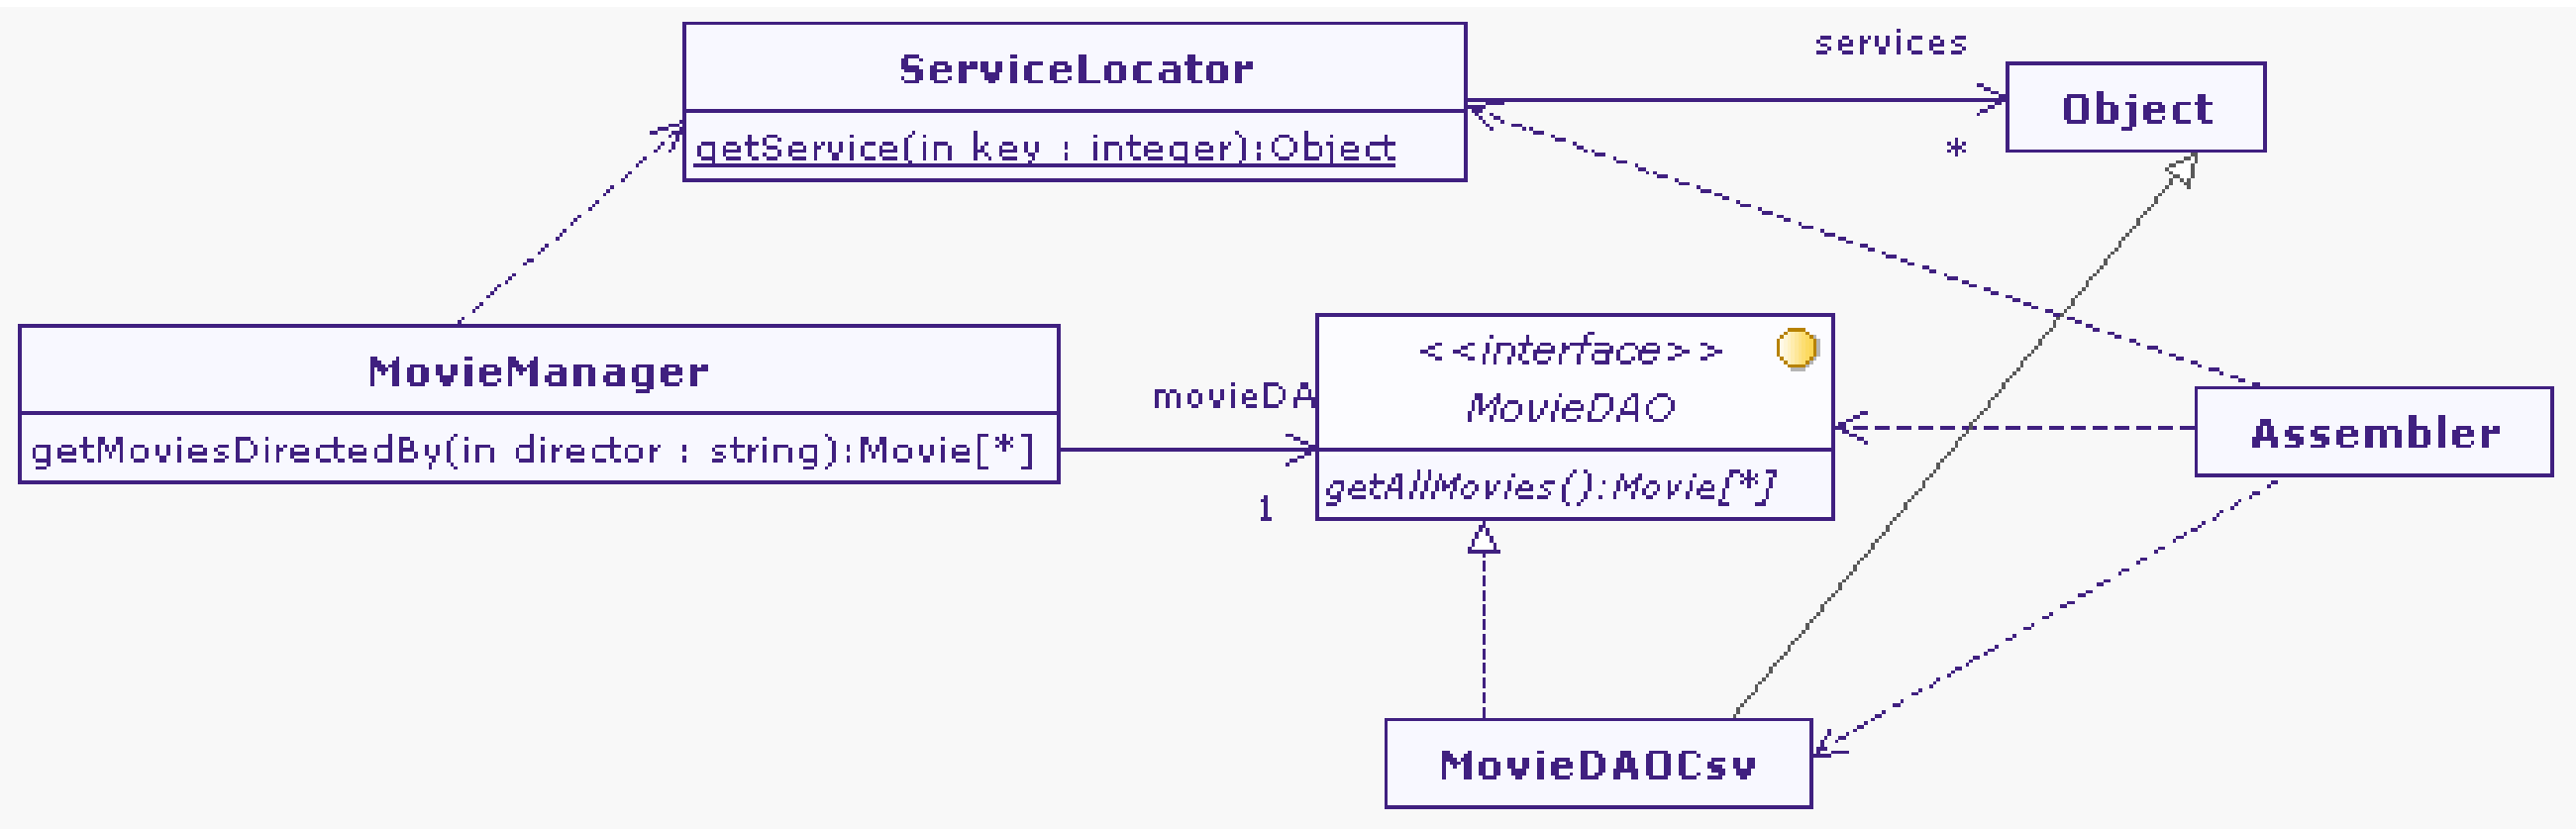 services
ServiceLocator
Object
getService(in key : integer):Object
*
<<interface>>
MovieManager
movieDA
MovieDAO
Assembler
getMoviesDirectedBy(in director : string):Movie[*]
getAllMovies():Movie[*]
1
MovieDAOCsv